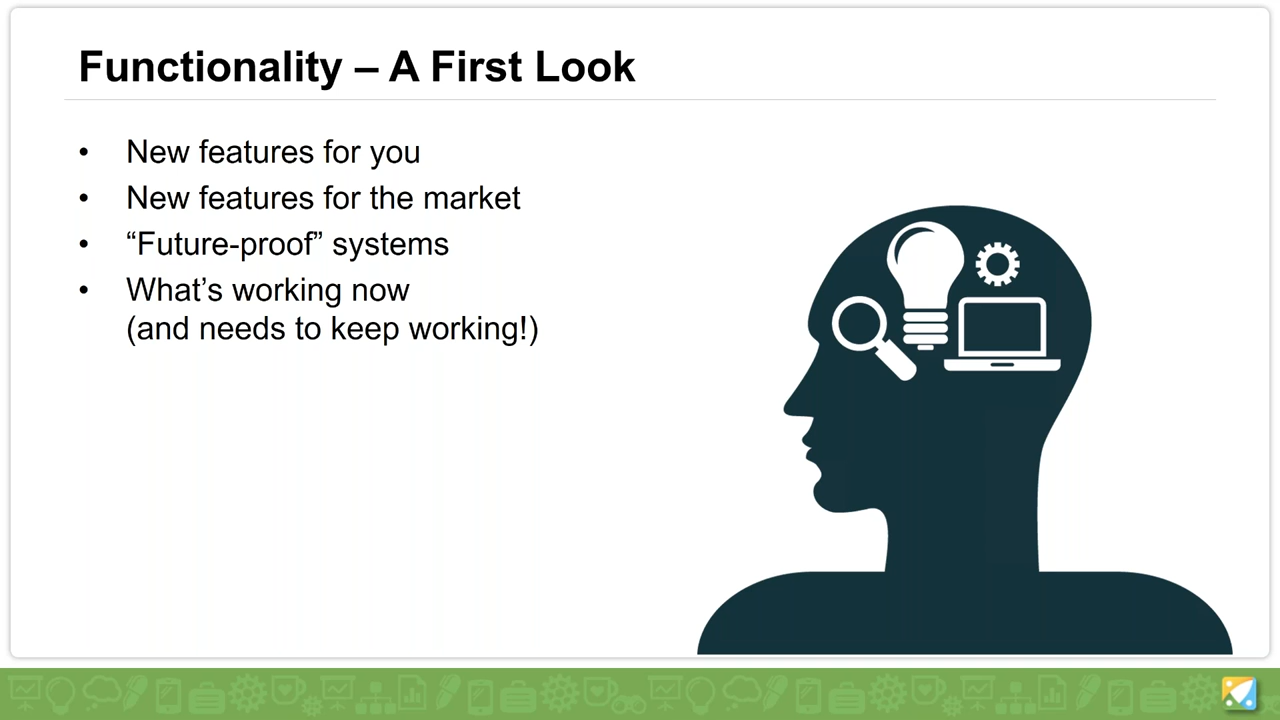 Functionality – A First Look
• New features for you
• New features for the market
• “Future-proof” systems
• What’s working now
(and needs to keep working!)